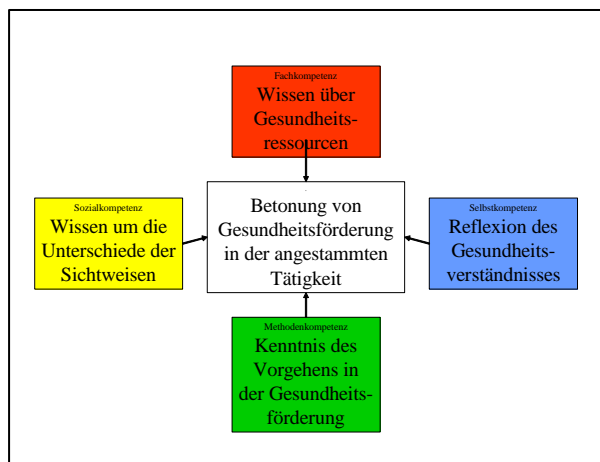 Fachkompetenz
Wissen über
Gesundheits-
ressourcen
Sozialkompetenz
Wissen um die
Unterschiede der
Sichtweisen
Betonung von
Gesundheitsförderung
in der angestammten
Tätigkeit
Selbstkompetenz
Reflexion des
Gesundheits-
verständnisses
Methodenkompetenz
Kenntnis des
Vorgehens in
der Gesundheits-
förderung